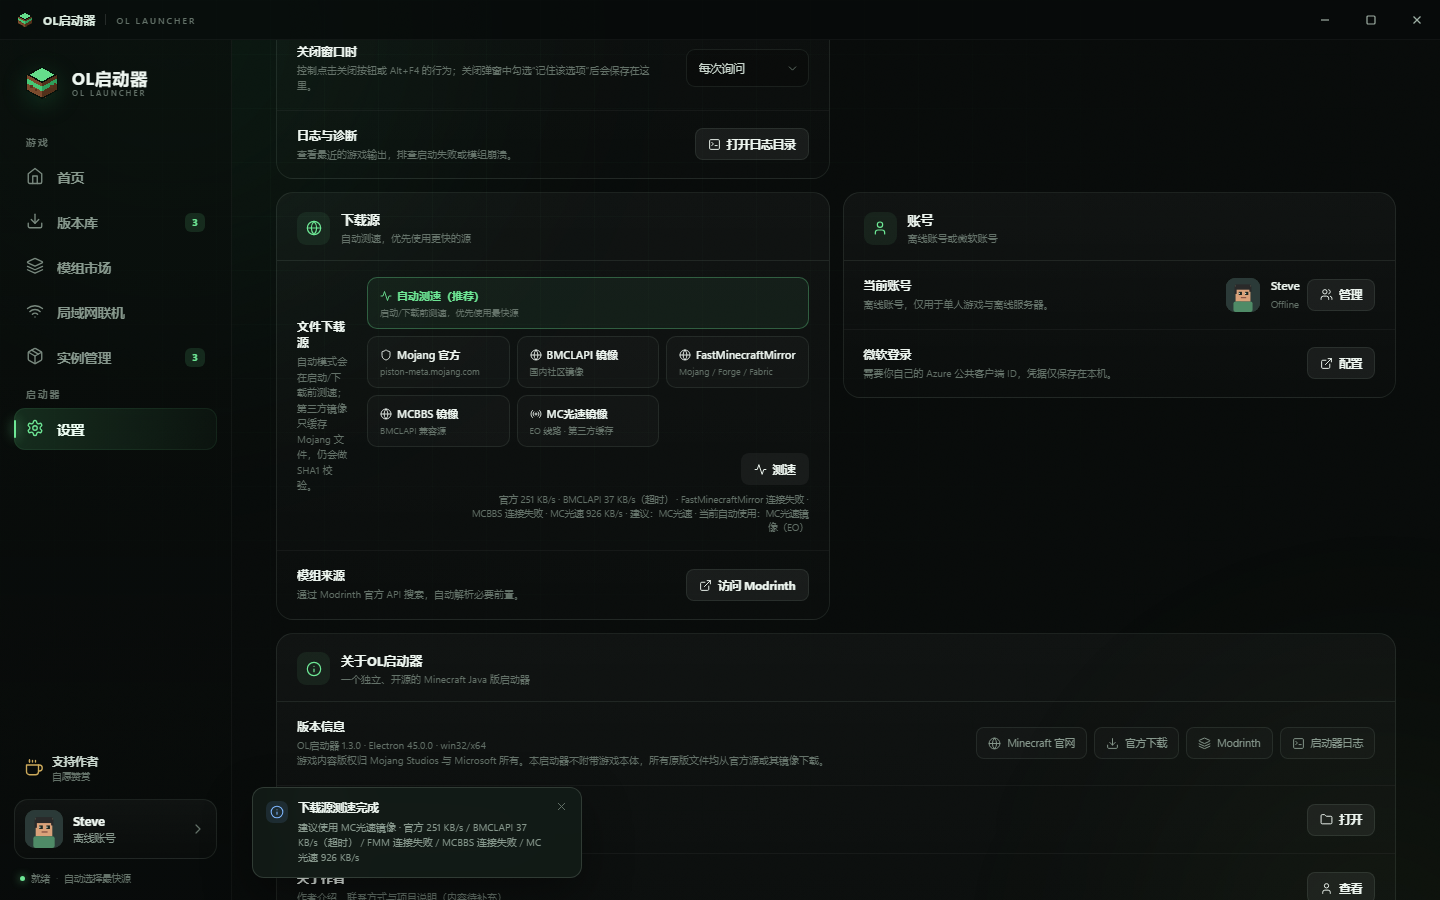 OL启动器 OL LAUNCHER
OL启动器
OL LAUNCHER
游戏
首页
版本库 3
模组市场
局域网联机
实例管理 3
启动器
设置
支持作者
自愿赞赏
Steve
离线账号
就绪 · 自动选择最快源
关闭窗口时
控制点击关闭按钮或 Alt+F4 的行为；关闭弹窗中勾选“记住该选项”后会保存在这
里。
每次询问
日志与诊断
查看最近的游戏输出，排查启动失败或模组崩溃。
打开日志目录
下载源
自动测速，优先使用更快的源
文件下载
源
自动模式会
在启动/下
载前测速；
第三方镜像
只缓存
Mojang 文
件，仍会做
SHA1 校
验。
自动测速（推荐）
启动/下载前测速，优先使用最快源
Mojang 官方
piston-meta.mojang.com
BMCLAPI 镜像
国内社区镜像
FastMinecraftMirror
Mojang / Forge / Fabric
MCBBS 镜像
BMCLAPI 兼容源
MC光速镜像
EO 线路 · 第三方缓存
测速
官方 251 KB/s · BMCLAPI 37 KB/s（超时） · FastMinecraftMirror 连接失败 ·
MCBBS 连接失败 · MC光速 926 KB/s · 建议：MC光速 · 当前自动使用：MC光速镜
像（EO）
模组来源
通过 Modrinth 官方 API 搜索，自动解析必要前置。
访问 Modrinth
账号
离线账号或微软账号
当前账号
离线账号，仅用于单人游戏与离线服务器。
Steve
Offline
管理
微软登录
需要你自己的 Azure 公共客户端 ID，凭据仅保存在本机。
配置
关于OL启动器
一个独立、开源的 Minecraft Java 版启动器
版本信息
OL启动器 1.3.0 · Electron 45.0.0 · win32/x64
游戏内容版权归 Mojang Studios 与 Microsoft 所有。本启动器不附带游戏本体，所有原版文件均从官方源或其镜像下载。
Minecraft 官网
官方下载
Modrinth
启动器日志
打开
下载源测速完成
建议使用 MC光速镜像 · 官方 251 KB/s / BMCLAPI 37
KB/s（超时） / FMM 连接失败 / MCBBS 连接失败 / MC
光速 926 KB/s
关于作者
作者介绍、联系方式与项目说明（内容待补充）
查看